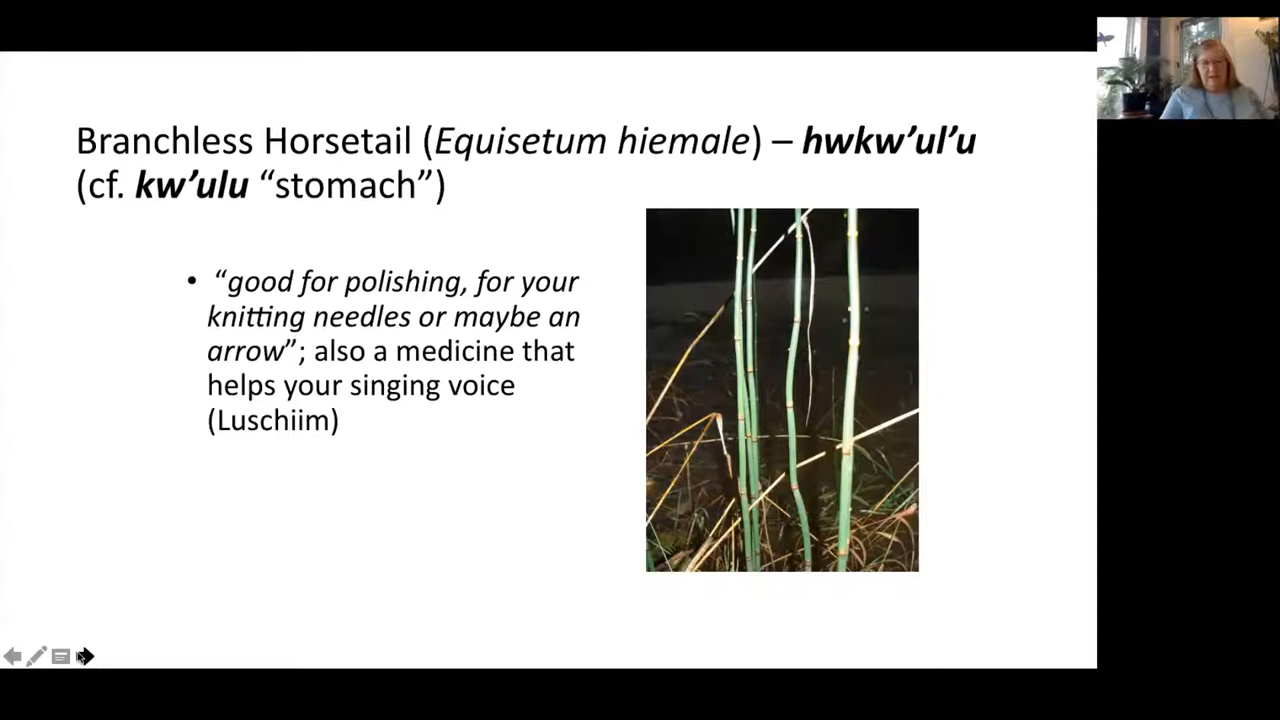 Branchless Horsetail (Equisetum hiemale) – hwkw’ul’u
(cf. kw’ulu “stomach”)
• “good for polishing, for your
knitting needles or maybe an
arrow”; also a medicine that
helps your singing voice
(Luschiim)